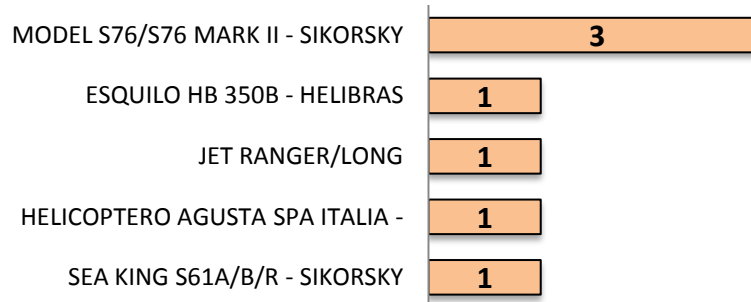 MODEL S76/S76 MARK II - SIKORSKY 3
ESQUILO HB 350B - HELIBRAS 1
JET RANGER/LONG 1
HELICOPTERO AGUSTA SPA ITALIA - 1
SEA KING S61A/B/R - SIKORSKY 1